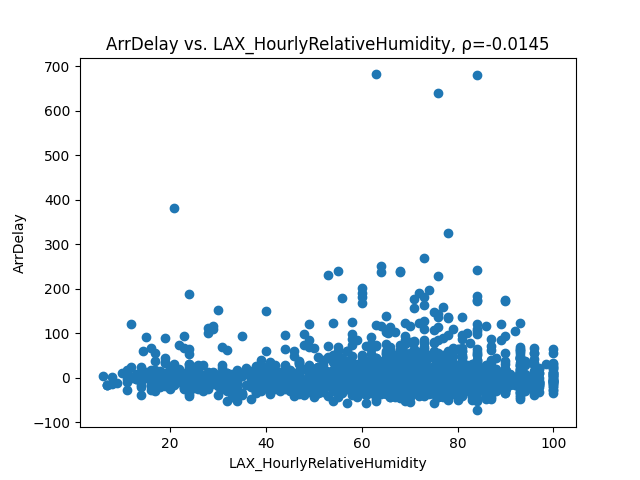 ArrDelay vs. LAX_HourlyRelativeHumidity, ρ=-0.0145
700
600
500
400
300
200
100
0
−100
ArrDelay
20 40 60 80 100
LAX_HourlyRelativeHumidity